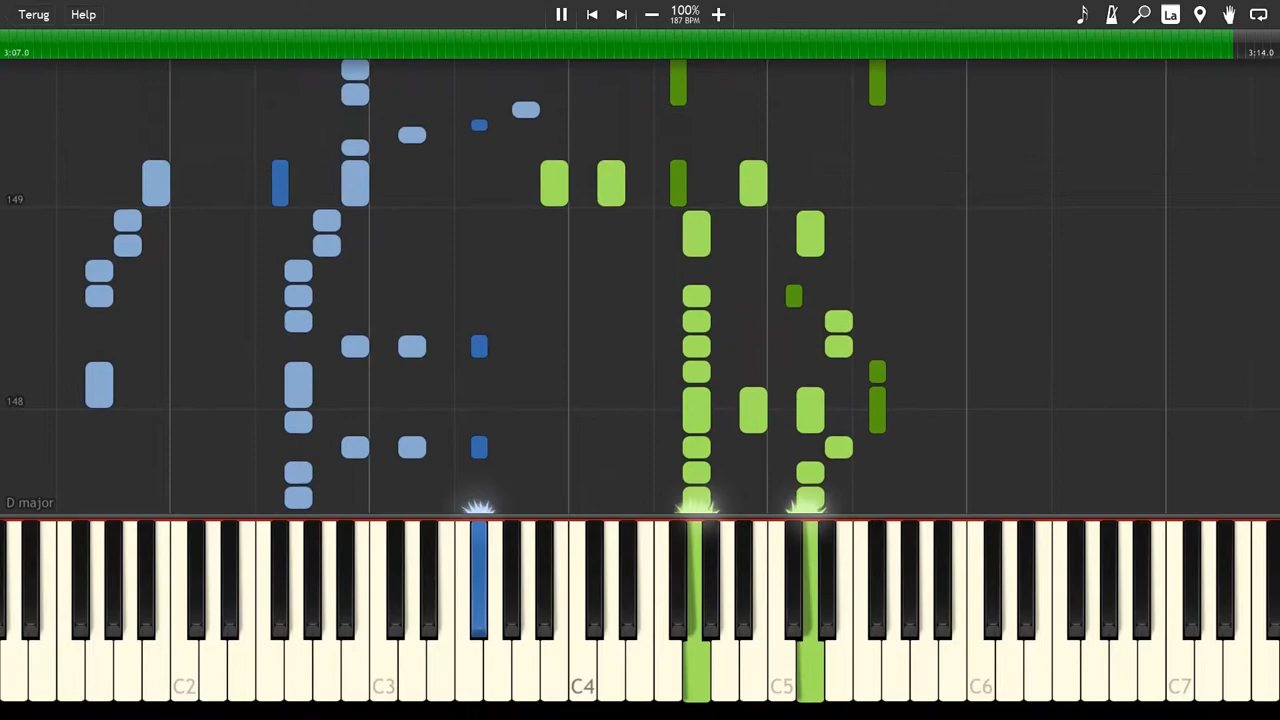 Terug Help 100% La
187 BPM
3:07.0 3:14.0
149
148
D major
C2 C3 C4 C5 C6 C7